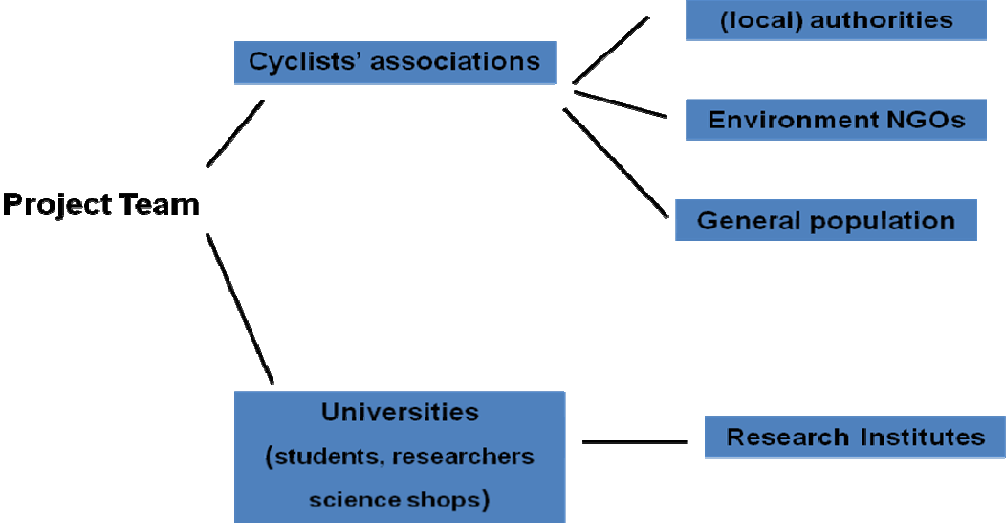 (local) authorities
Cyclists’ associations
Environment NGOs
Project Team
General population
Universities
(students, researchers
science shops)
Research Institutes